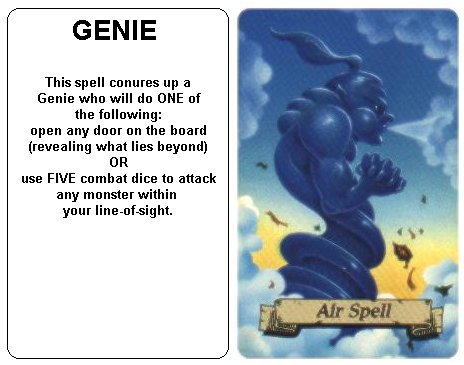 GENIE
This spell conures up a
Genie who will do ONE of
the following:
open any door on the board
(revealing what lies beyond)
OR
use FIVE combat dice to attack
any monster within
your line-of-sight.
Air Spell